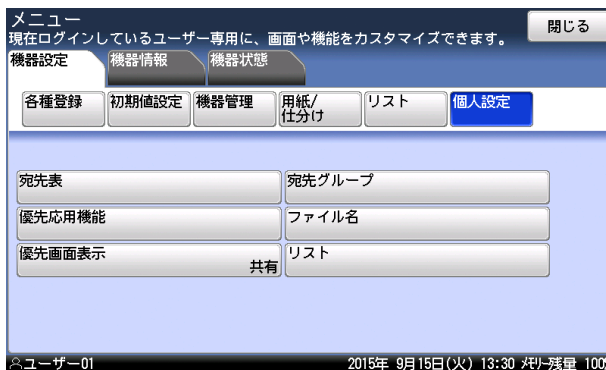 メニュー
現在ログインしているユーザー専用に、画面や機能をカスタマイズできます。
閉じる
機器設定 機器情報 機器状態
各種登録 初期値設定 機器管理 用紙/ リスト 個人設定
仕分け
宛先表 宛先グループ
優先応用機能 ファイル名
優先画面表示 リスト
共有
ユーザー01 2015年 9月15日(火) 13:30 メモリー残量 100%